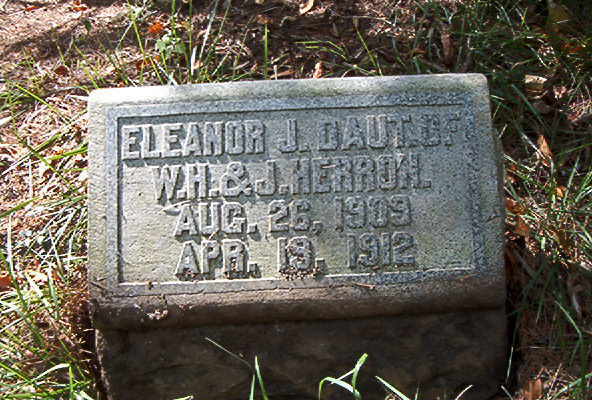 ELEANOR J. DAUT. OF
W.H. & J. HERRON.
AUG. 26, 1909
APR. 19. 1912